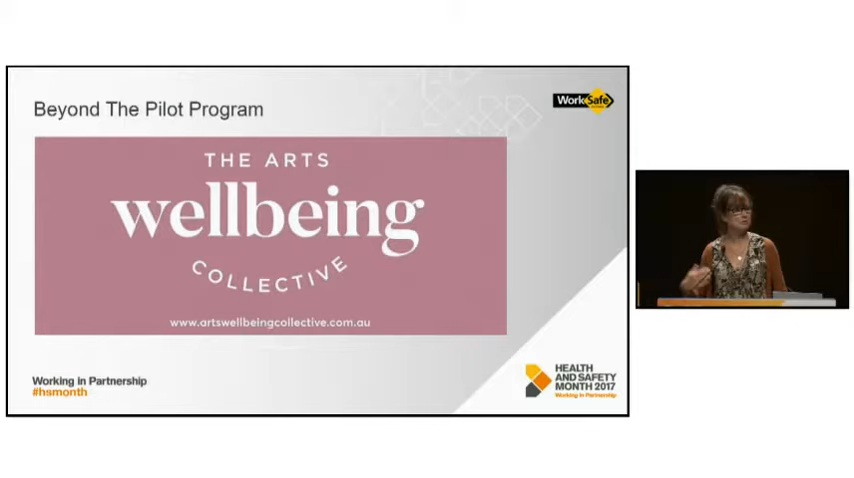 Beyond The Pilot Program
WorkSafe
THE ARTS
wellbeing
COLLECTIVE
www.artswellbeingcollective.com.au
Working in Partnership
#hsmonth
HEALTH
AND SAFETY
MONTH 2017
Working in Partnership